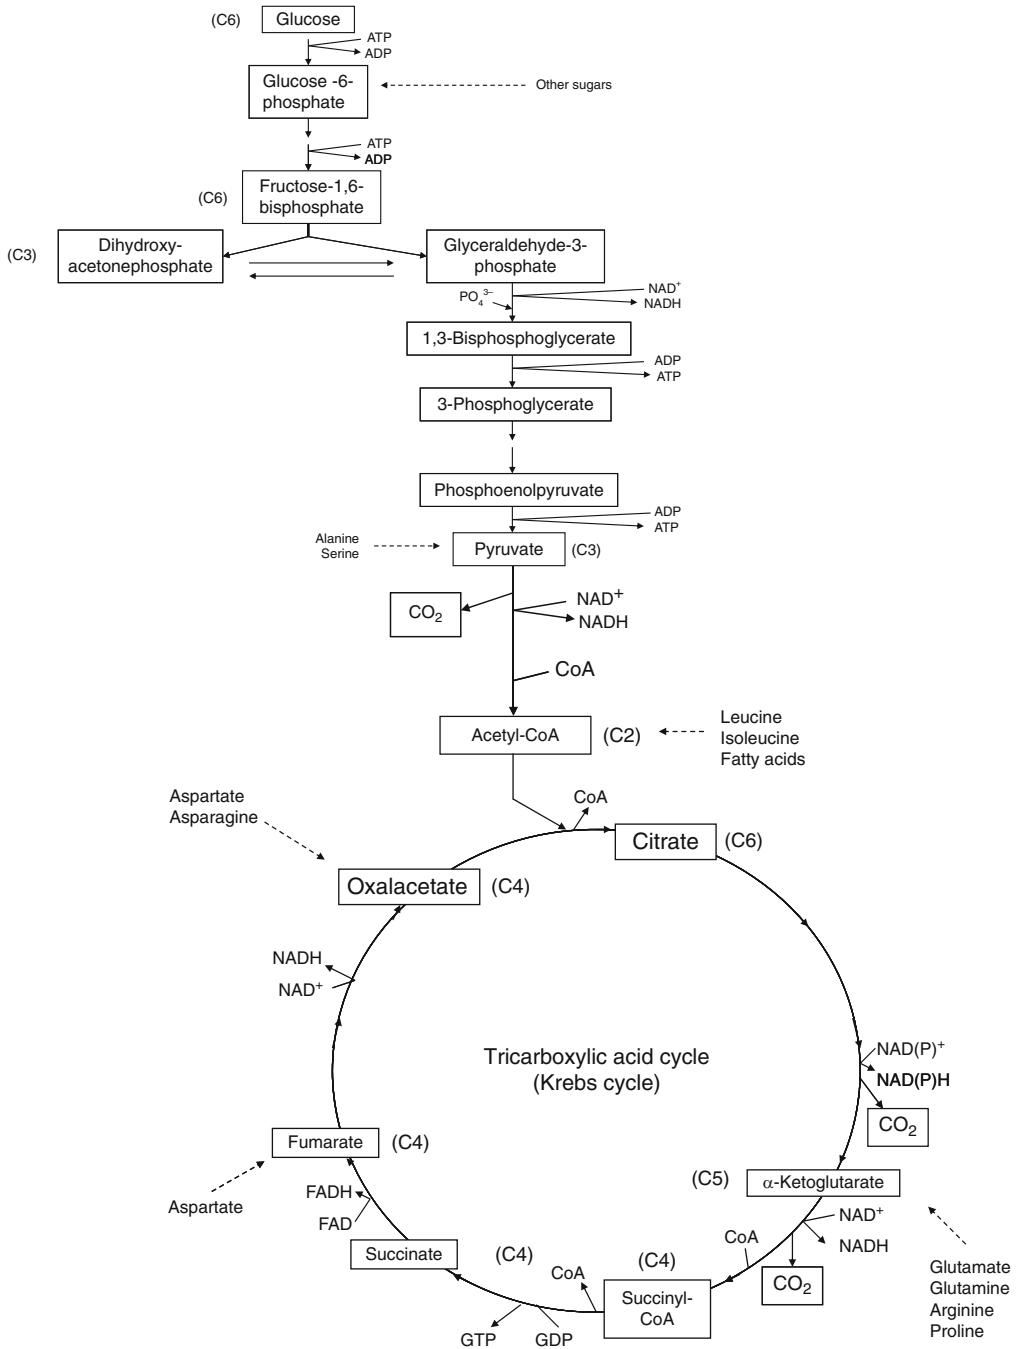 (C6) Glucose
ATP
ADP
Glucose -6-
phosphate
Other sugars
ATP
ADP
(C6)
Fructose-1,6-
bisphosphate
(C3)
Dihydroxy-
acetonephosphate
Glyceraldehyde-3-
phosphate
PO₄³⁻
NAD⁺
NADH
1,3-Bisphosphoglycerate
ADP
ATP
3-Phosphoglycerate
Phosphoenolpyruvate
ADP
ATP
Alanine
Serine
Pyruvate (C3)
CO₂
NAD⁺
NADH
CoA
Acetyl-CoA (C2)
Leucine
Isoleucine
Fatty acids
Aspartate
Asparagine
CoA
Citrate (C6)
Oxalacetate (C4)
NADH
NAD⁺
Tricarboxylic acid cycle
(Krebs cycle)
NAD(P)⁺
NAD(P)H
CO₂
Fumarate (C4)
(C5) α-Ketoglutarate
Aspartate
FADH
FAD
NAD⁺
NADH
CoA
Succinate
(C4)
(C4)
CoA
CO₂
Glutamate
Glutamine
Arginine
Proline
Succinyl-
CoA
GTP
GDP